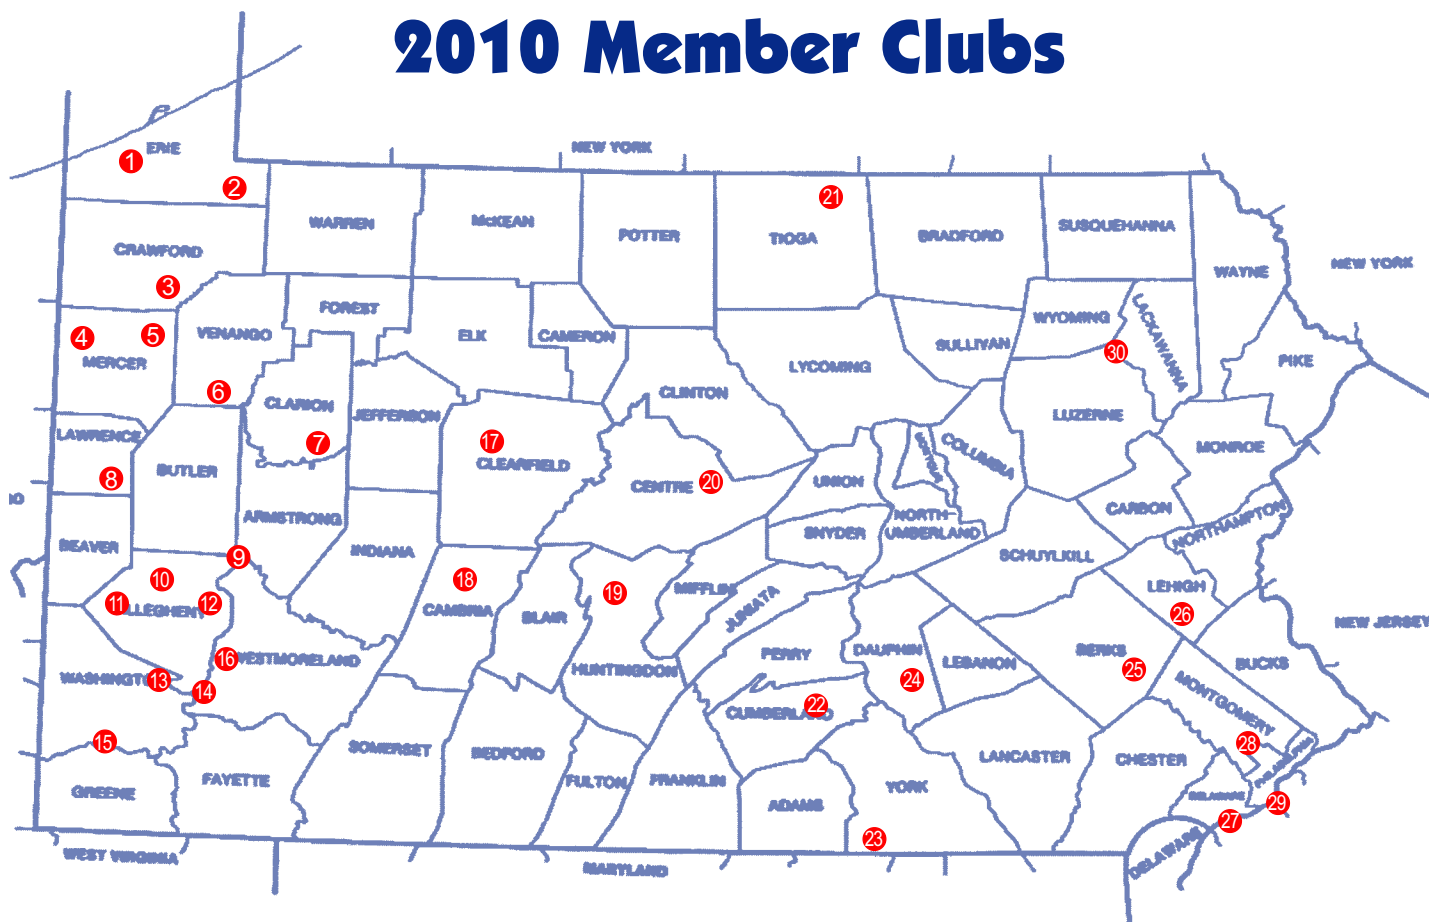 2010 Member Clubs
NEW YORK
ERIE
1
2
21
WARREN
McKEAN
POTTER
TIOGA
BRADFORD
SUSQUEHANNA
CRAWFORD
WAYNE
NEW YORK
3
FOREST
VENANGO
4
5
ELK
CAMERON
WYOMING
LACKAWANNA
SULLIVAN
30
MERCER
LYCOMING
PIKE
6
CLINTON
CLARION
JEFFERSON
LUZERNE
LAWRENCE
7
17
COLUMBIA
MONROE
CLEARFIELD
8
BUTLER
CENTRE
20
UNION
ARMSTRONG
NORTH
UMBERLAND
CARBON
NORTHAMPTON
SNYDER
BEAVER
INDIANA
9
SCHUYLKILL
10
18
19
MIFFLIN
LEHIGH
11
LLEGHENY
12
CAMBRIA
BLAIR
JUNIATA
26
NEW JERSEY
16
WESTMORELAND
PERRY
DAUPHIN
LEBANON
BERKS
BUCKS
HUNTINGDON
25
WASHINGT
13
14
24
MONTGOMERY
22
CUMBERLAND
15
SOMERSET
BEDFORD
28
LANCASTER
CHESTER
PHILADELPHIA
GREENE
FAYETTE
FULTON
FRANKLIN
YORK
ADAMS
DELAWARE
29
27
23
DELAWARE
WEST VIRGINIA
MARYLAND